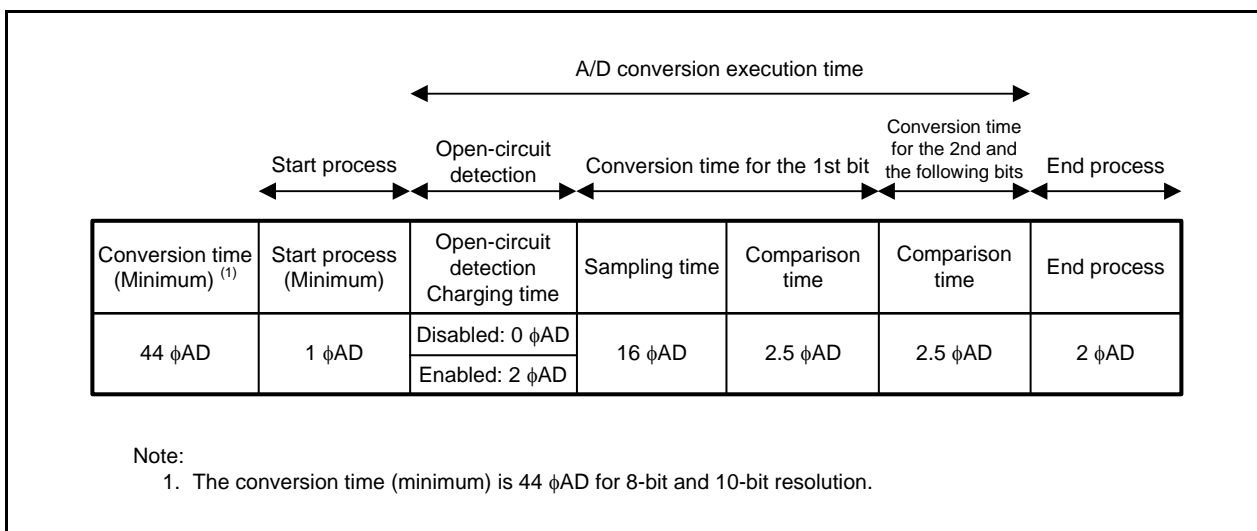 A/D conversion execution time
Start process
Open-circuit
detection
Conversion time for the 1st bit
Conversion time
for the 2nd and
the following bits
End process
Conversion time
(Minimum) (1)
Start process
(Minimum)
Open-circuit
detection
Charging time
Sampling time
Comparison
time
Comparison
time
End process
44 ϕAD
1 ϕAD
Disabled: 0 ϕAD
Enabled: 2 ϕAD
16 ϕAD
2.5 ϕAD
2.5 ϕAD
2 ϕAD
Note:
1. The conversion time (minimum) is 44 ϕAD for 8-bit and 10-bit resolution.